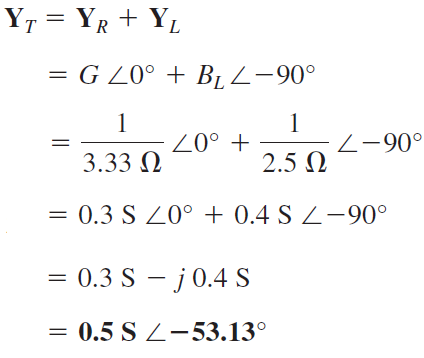 Y_T = Y_R + Y_L
= G ∠0° + B_L ∠−90°
= 1/3.33 Ω ∠0° + 1/2.5 Ω ∠−90°
= 0.3 S ∠0° + 0.4 S ∠−90°
= 0.3 S − j 0.4 S
= 0.5 S ∠−53.13°